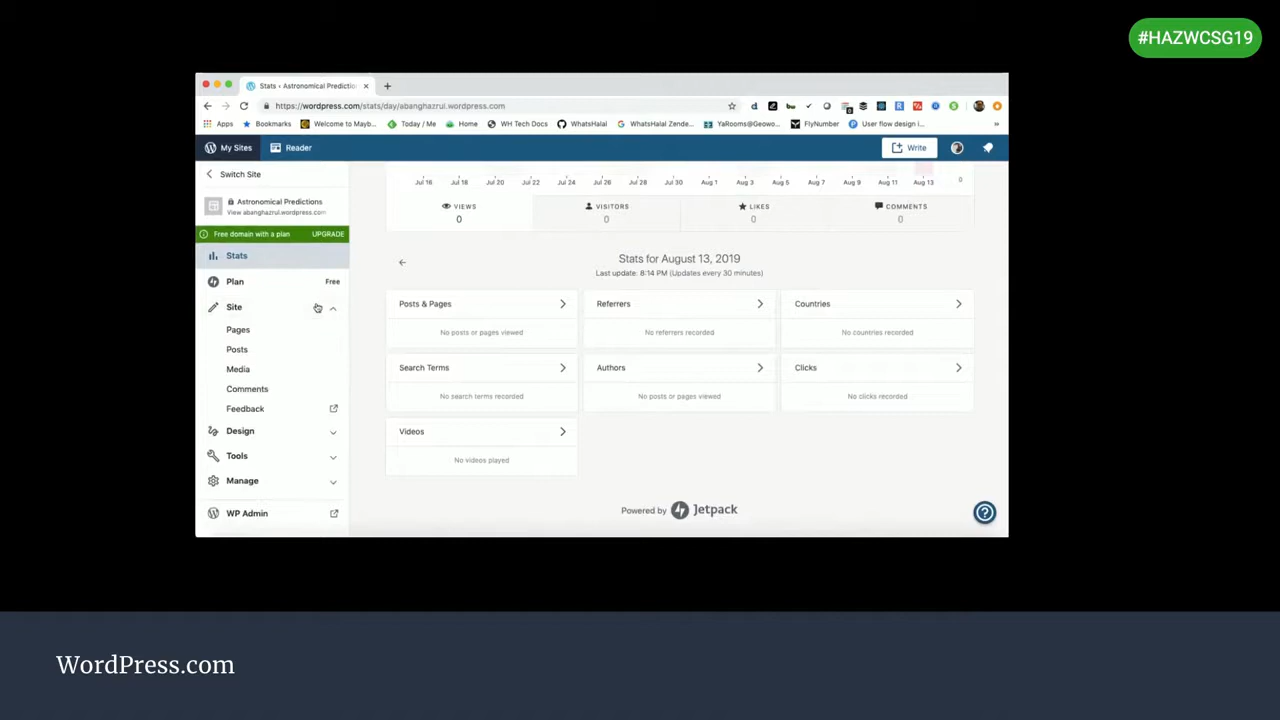 #HAZWCSG19
Stats ‹ Astronomical Predictio
https://wordpress.com/stats/day/abanghazrul.wordpress.com
Apps Bookmarks Welcome to Mayb... Today / Me Home WH Tech Docs WhatsHalal WhatsHalal Zende... YaRooms@Geowo... FlyNumber User flow design i... »
My Sites Reader Write
Switch Site
Astronomical Predictions
View abanghazrul.wordpress.com
Free domain with a plan UPGRADE
Stats
Plan Free
Site
Pages
Posts
Media
Comments
Feedback
Design
Tools
Manage
WP Admin
Jul 16 Jul 18 Jul 20 Jul 22 Jul 24 Jul 26 Jul 28 Jul 30 Aug 1 Aug 3 Aug 5 Aug 7 Aug 9 Aug 11 Aug 13 0
VIEWS VISITORS LIKES COMMENTS
0 0 0 0
Stats for August 13, 2019
Last update: 8:14 PM (Updates every 30 minutes)
Posts & Pages Referrers Countries
No posts or pages viewed No referrers recorded No countries recorded
Search Terms Authors Clicks
No search terms recorded No posts or pages viewed No clicks recorded
Videos
No videos played
Powered by Jetpack
WordPress.com